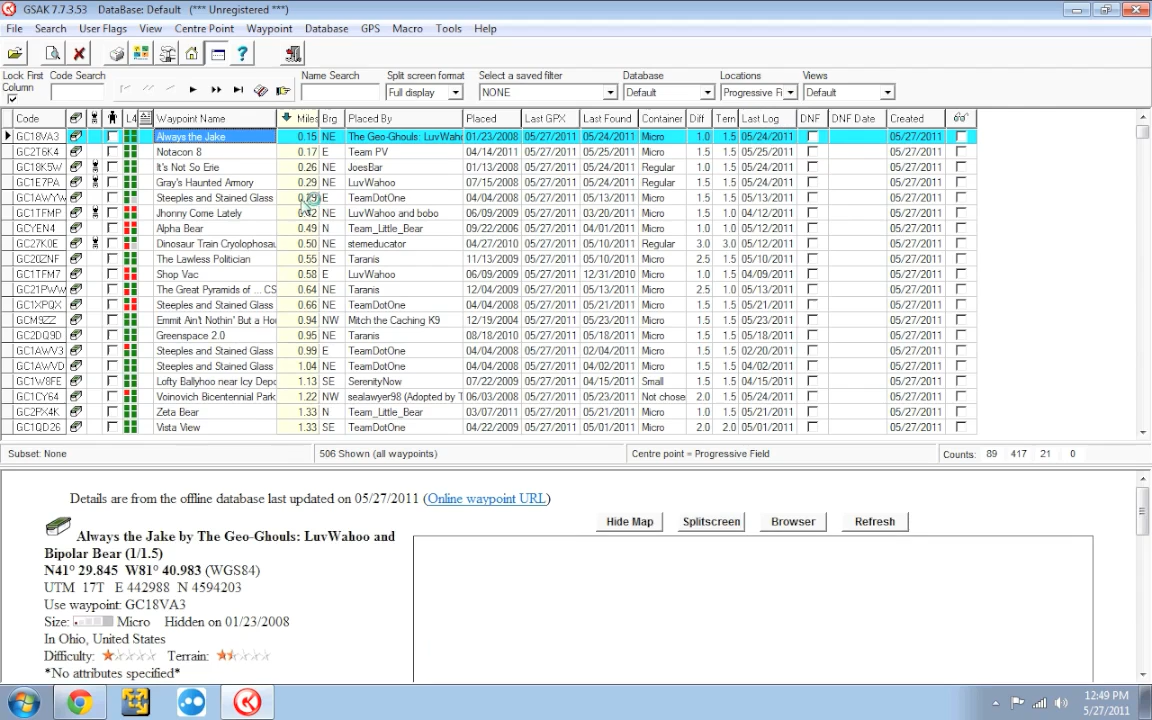 GSAK 7.7.3.53 DataBase: Default (*** Unregistered ***)
File Search User Flags View Centre Point Waypoint Database GPS Macro Tools Help
Lock First Column Code Search Name Search Split screen format Select a saved filter Database Locations Views
Full display NONE Default Progressive Fi Default
Code L4 Waypoint Name Miles Brg Placed By Placed Last GPX Last Found Container Diff Terr Last Log DNF DNF Date Created
GC18VA3 Always the Jake 0.15 NE The Geo-Ghouls: LuvWaho 01/23/2008 05/27/2011 05/24/2011 Micro 1.0 1.5 05/24/2011 05/27/2011
GC2T6K4 Notacon 8 0.17 E Team PV 04/14/2011 05/27/2011 05/25/2011 Micro 1.5 1.5 05/25/2011 05/27/2011
GC18K5W It's Not So Erie 0.26 NE JoesBar 01/13/2008 05/27/2011 05/24/2011 Regular 1.5 1.5 05/24/2011 05/27/2011
GC1E7PA Gray's Haunted Armory 0.29 NE LuvWahoo 07/15/2008 05/27/2011 05/24/2011 Regular 1.5 1.5 05/24/2011 05/27/2011
GC1AWYW Steeples and Stained Glass E TeamDotOne 04/04/2008 05/27/2011 05/13/2011 Micro 1.5 1.5 05/13/2011 05/27/2011
GC1TFMP Jhonny Come Lately NE LuvWahoo and bobo 06/09/2009 05/27/2011 03/20/2011 Micro 1.5 1.0 04/12/2011 05/27/2011
GCYEN4 Alpha Bear 0.49 N Team_Little_Bear 09/22/2006 05/27/2011 04/01/2011 Micro 1.5 1.5 05/12/2011 05/27/2011
GC27K0E Dinosaur Train Cryolophosau 0.50 NE stemeducator 04/27/2010 05/27/2011 05/10/2011 Regular 3.0 3.0 05/12/2011 05/27/2011
GC20ZNF The Lawless Politician 0.55 NE Taranis 11/13/2009 05/27/2011 05/10/2011 Micro 2.5 1.5 05/10/2011 05/27/2011
GC1TFM7 Shop Vac 0.58 E LuvWahoo 06/09/2009 05/27/2011 12/31/2010 Micro 1.0 1.5 04/09/2011 05/27/2011
GC21PWW The Great Pyramids of ... CS 0.64 NE Taranis 12/04/2009 05/27/2011 05/13/2011 Micro 2.5 1.0 05/13/2011 05/27/2011
GC1XPQX Steeples and Stained Glass 0.66 NE TeamDotOne 04/04/2008 05/27/2011 05/21/2011 Micro 1.5 1.5 05/21/2011 05/27/2011
GCM9ZZ Emmit Ain't Nothin' But a Ho 0.94 NW Mitch the Caching K9 12/19/2004 05/27/2011 05/23/2011 Micro 1.5 1.5 05/23/2011 05/27/2011
GC2DQ9D Greenspace 2.0 0.95 NE Taranis 08/18/2010 05/27/2011 05/18/2011 Micro 2.0 1.5 05/18/2011 05/27/2011
GC1AWV3 Steeples and Stained Glass 0.99 E TeamDotOne 04/04/2008 05/27/2011 02/04/2011 Micro 1.5 1.5 02/20/2011 05/27/2011
GC1AWVD Steeples and Stained Glass 1.04 NE TeamDotOne 04/04/2008 05/27/2011 04/02/2011 Micro 1.5 1.5 04/02/2011 05/27/2011
GC1W8FE Lofty Ballyhoo near Icy Depo 1.13 SE SerenityNow 07/22/2009 05/27/2011 04/15/2011 Small 1.5 1.5 04/15/2011 05/27/2011
GC1CY64 Voinovich Bicentennial Park, 1.22 NW sealawyer98 (Adopted by T 06/03/2008 05/27/2011 05/23/2011 Not chose 2.0 1.5 05/24/2011 05/27/2011
GC2PX4K Zeta Bear 1.33 N Team_Little_Bear 03/07/2011 05/27/2011 05/21/2011 Micro 1.0 1.5 05/21/2011 05/27/2011
GC1QD26 Vista View 1.33 SE TeamDotOne 04/22/2009 05/27/2011 05/01/2011 Micro 2.0 2.0 05/01/2011 05/27/2011
Subset: None 506 Shown (all waypoints) Centre point = Progressive Field Counts: 89 417 21 0
Details are from the offline database last updated on 05/27/2011 (Online waypoint URL)
Hide Map Splitscreen Browser Refresh
Always the Jake by The Geo-Ghouls: LuvWahoo and
Bipolar Bear (1/1.5)
N41° 29.845 W81° 40.983 (WGS84)
UTM 17T E 442988 N 4594203
Use waypoint: GC18VA3
Size: Micro Hidden on 01/23/2008
In Ohio, United States
Difficulty: Terrain:
*No attributes specified*
12:49 PM
5/27/2011